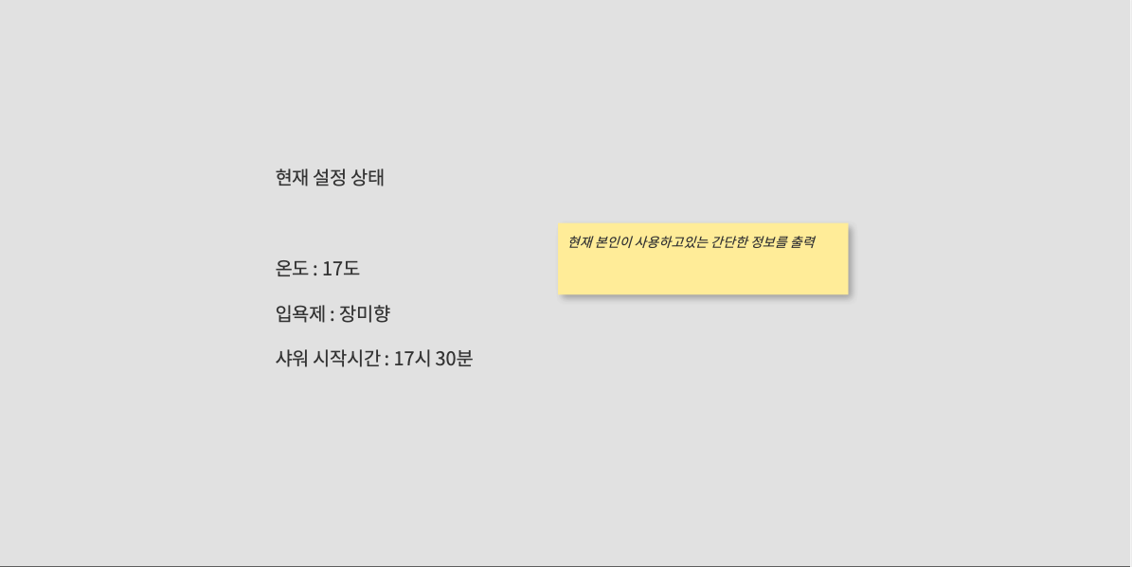 현재 설정 상태
현재 본인이 사용하고있는 간단한 정보를 출력
온도 : 17도
입욕제 : 장미향
샤워 시작시간 : 17시 30분